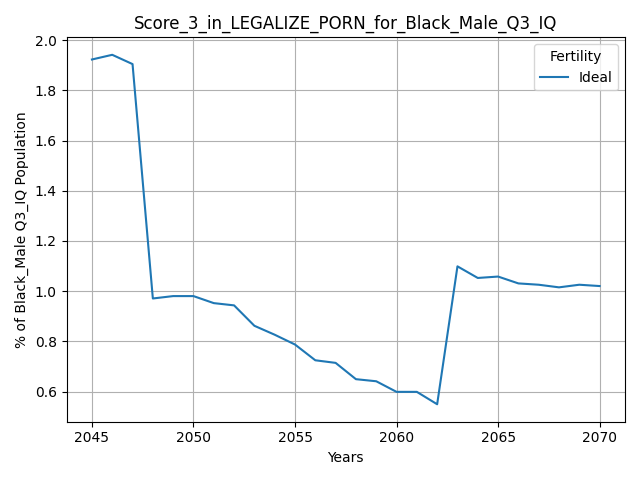 Score_3_in_LEGALIZE_PORN_for_Black_Male_Q3_IQ
% of Black_Male Q3_IQ Population
2.0
1.8
1.6
1.4
1.2
1.0
0.8
0.6
Fertility
Ideal
2045 2050 2055 2060 2065 2070
Years